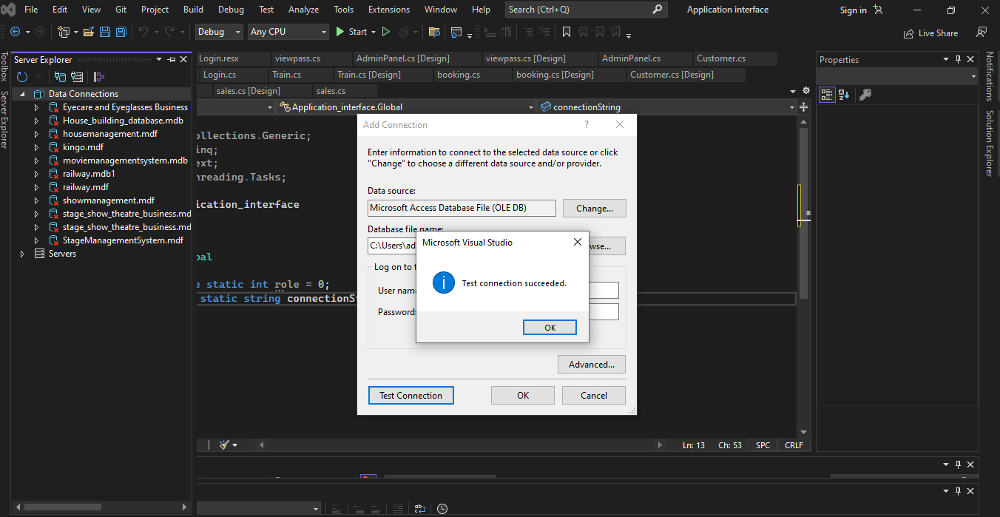 File Edit View Git Project Build Debug Test Analyze Tools Extensions Window Help Search (Ctrl+Q) Application interface Sign in
Debug Any CPU Start Live Share
Toolbox
Server Explorer
Server Explorer
Data Connections
Eyecare and Eyeglasses Business
House_building_database.mdb
housemanagement.mdf
kingo.mdf
moviemanagementsystem.mdb
railway.mdb1
railway.mdf
showmanagement.mdf
stage_show_theatre_business.md
stage_show_theatre_business.md
StageManagementSystem.mdf
Servers
Login.resx viewpass.cs AdminPanel.cs [Design] viewpass.cs [Design] AdminPanel.cs Customer.cs
Login.cs Train.cs Train.cs [Design] booking.cs booking.cs [Design] Customer.cs [Design]
sales.cs [Design] sales.cs
Application_interface.Global connectionString
ollections.Generic;
inq;
ext;
hreading.Tasks;
ication_interface
bal
e static int role = 0;
static string connectionSt
Add Connection ?
Enter information to connect to the selected data source or click
"Change" to choose a different data source and/or provider.
Data source:
Microsoft Access Database File (OLE DB) Change...
Database file name:
C:\Users\ad wse...
Log on to t
User name
Password:
Advanced...
Test Connection OK Cancel
Microsoft Visual Studio
Test connection succeeded.
OK
Ln: 13 Ch: 53 SPC CRLF
Properties
Notifications
Solution Explorer